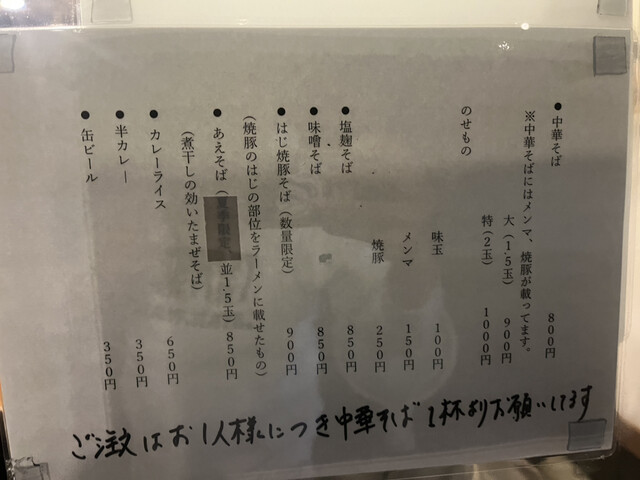 ●中華そば 800円
※中華そばにはメンマ、焼豚が載ってます。
大(1.5玉) 900円
特(2玉) 1000円
のせもの 味玉 100円
メンマ 150円
焼豚 250円
●塩麹そば 850円
●味噌そば 850円
●はじ焼豚そば(数量限定) 900円
(焼豚のはじの部位をラーメンに載せたもの)
●あえそば(夏季限定、並1.5玉) 850円
(煮干しの効いたまぜそば)
●カレーライス 650円
●半カレー 350円
●缶ビール 350円
ご注文はお1人様につき中華そば1杯よりお願いしてます